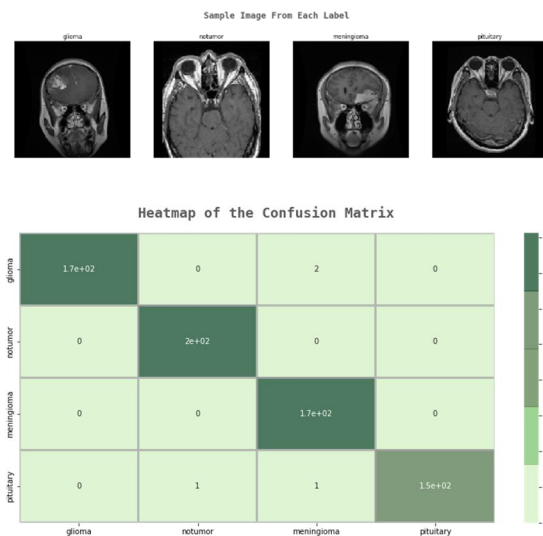 Sample Image From Each Label
glioma notumor meningioma pituitary
Heatmap of the Confusion Matrix
glioma 1.7e+02 0 2 0
notumor 0 2e+02 0 0
meningioma 0 0 1.7e+02 0
pituitary 0 1 1 1.5e+02
glioma notumor meningioma pituitary